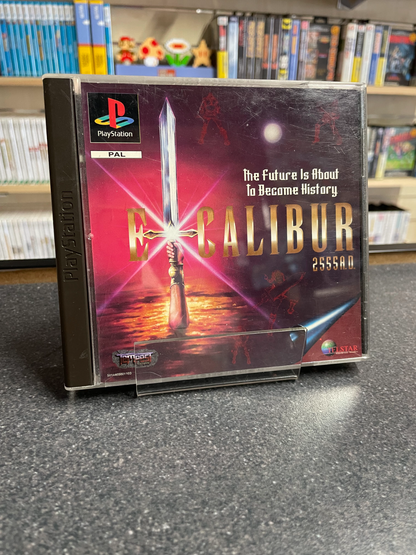 PlayStation
PAL
PlayStation
The Future Is About
To Become History
EXCALIBUR
2555A.D.